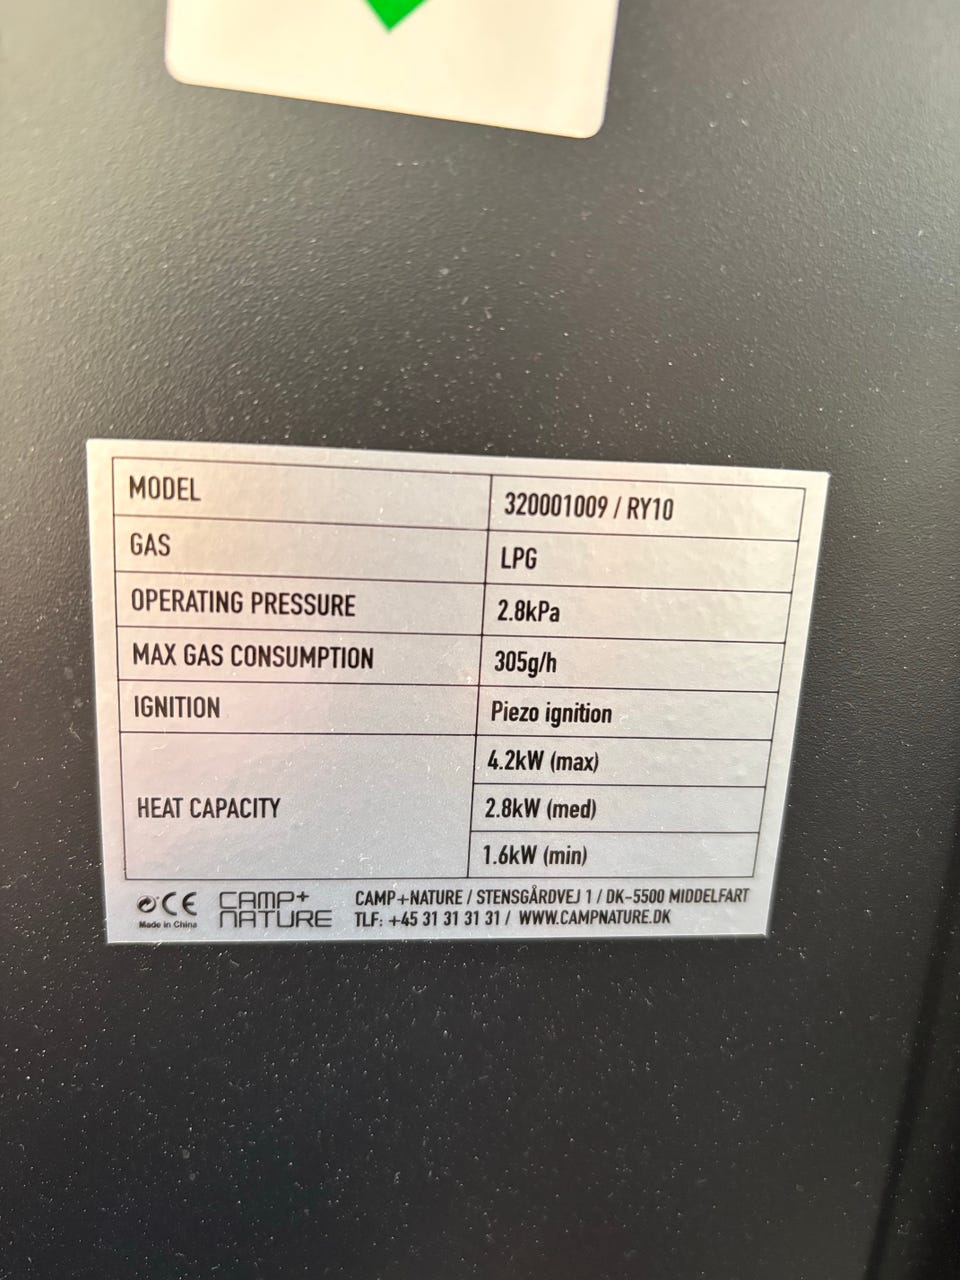 MODEL 320001009 / RY10
GAS LPG
OPERATING PRESSURE 2.8kPa
MAX GAS CONSUMPTION 305g/h
IGNITION Piezo ignition
HEAT CAPACITY 4.2kW (max)
2.8kW (med)
1.6kW (min)
CE
Made in China
CAMP+
NATURE
CAMP+NATURE / STENSGÅRDVEJ 1 / DK-5500 MIDDELFART
TLF: +45 31 31 31 31 / WWW.CAMPNATURE.DK